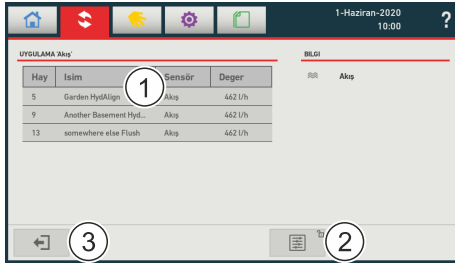 1-Haziran-2020
10:00
?
UYGULAMA 'Akış'
BILGI
Hay Isim Sensör Deger
Akış
5 Garden HydAlign Akış 462 l/h
9 Another Basement Hyd... Akış 462 l/h
13 somewhere else Flush Akış 462 l/h
1
2
3